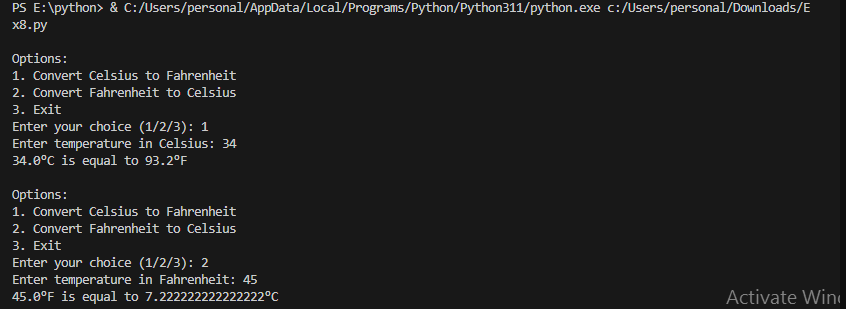 PS E:\python> & C:/Users/personal/AppData/Local/Programs/Python/Python311/python.exe c:/Users/personal/Downloads/E
x8.py
Options:
1. Convert Celsius to Fahrenheit
2. Convert Fahrenheit to Celsius
3. Exit
Enter your choice (1/2/3): 1
Enter temperature in Celsius: 34
34.0°C is equal to 93.2°F
Options:
1. Convert Celsius to Fahrenheit
2. Convert Fahrenheit to Celsius
3. Exit
Enter your choice (1/2/3): 2
Enter temperature in Fahrenheit: 45
45.0°F is equal to 7.222222222222222°C
Activate Win